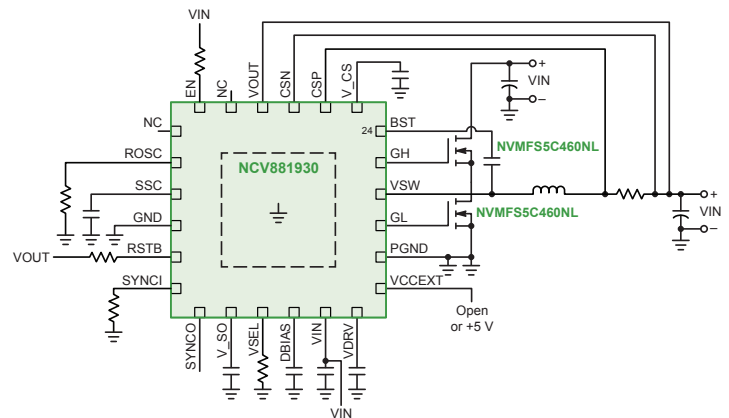 VIN
EN
NC
VOUT
CSN
CSP
V_CS
+
VIN
–
NC
24
BST
NVMFS5C460NL
ROSC
NCV881930
GH
SSC
VSW
+
VIN
–
GND
GL
NVMFS5C460NL
VOUT
RSTB
PGND
SYNCI
VCCEXT
Open
or +5 V
SYNCO
V_SO
VSEL
DBIAS
VIN
VDRV
VIN